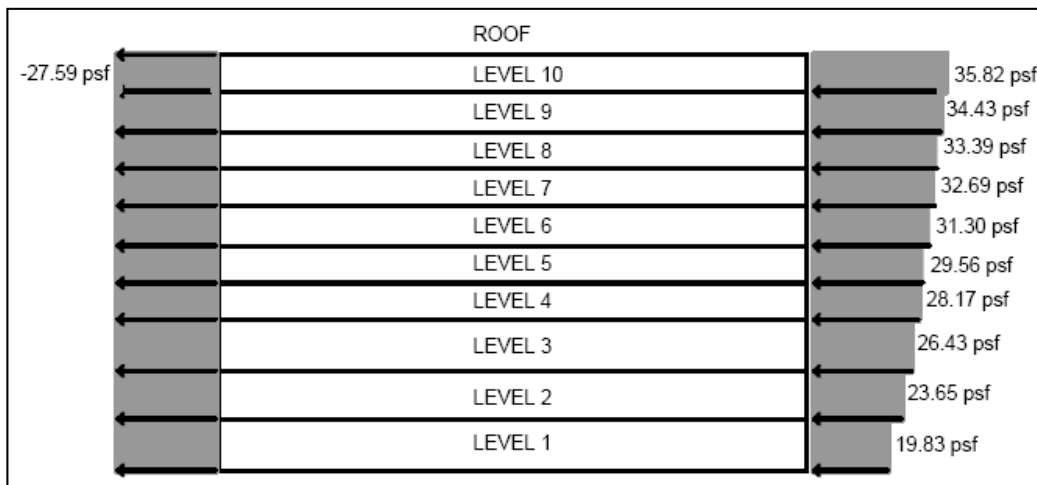 ROOF
-27.59 psf
LEVEL 10
35.82 psf
LEVEL 9
34.43 psf
LEVEL 8
33.39 psf
LEVEL 7
32.69 psf
LEVEL 6
31.30 psf
LEVEL 5
29.56 psf
LEVEL 4
28.17 psf
LEVEL 3
26.43 psf
LEVEL 2
23.65 psf
LEVEL 1
19.83 psf